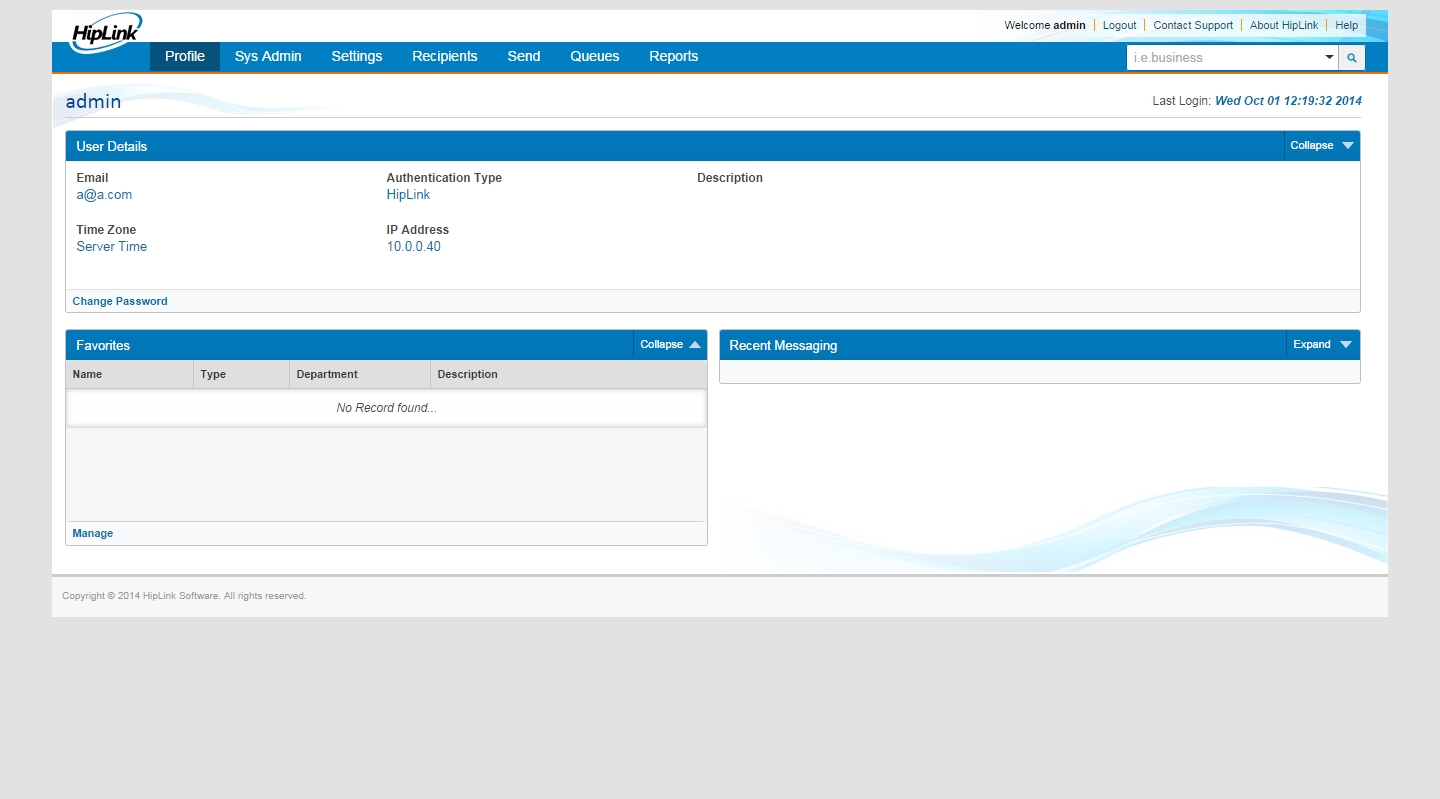 HipLink
Welcome admin Logout Contact Support About HipLink Help
Profile Sys Admin Settings Recipients Send Queues Reports i.e.business
admin Last Login: Wed Oct 01 12:19:32 2014
User Details Collapse
Email Authentication Type Description
a@a.com HipLink
Time Zone IP Address
Server Time 10.0.0.40
Change Password
Favorites Collapse Recent Messaging Expand
Name Type Department Description
No Record found...
Manage
Copyright © 2014 HipLink Software. All rights reserved.